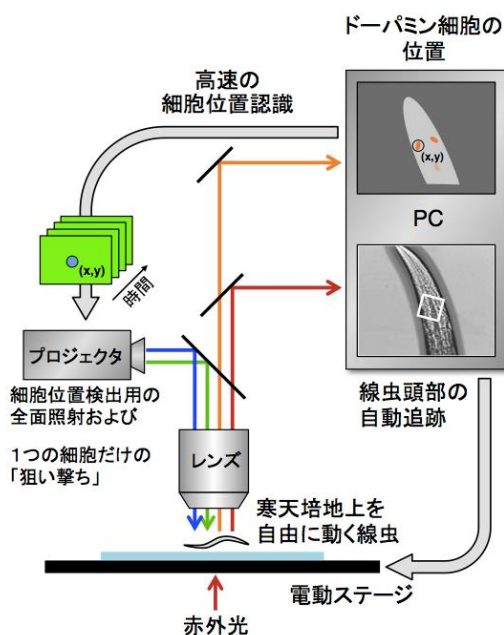 ドーパミン細胞の
位置
高速の
細胞位置認識
(x,y)
PC
(x,y)
時間
プロジェクタ
細胞位置検出用の
全面照射および
1つの細胞だけの
「狙い撃ち」
線虫頭部の
自動追跡
レンズ
寒天培地上を
自由に動く線虫
電動ステージ
赤外光